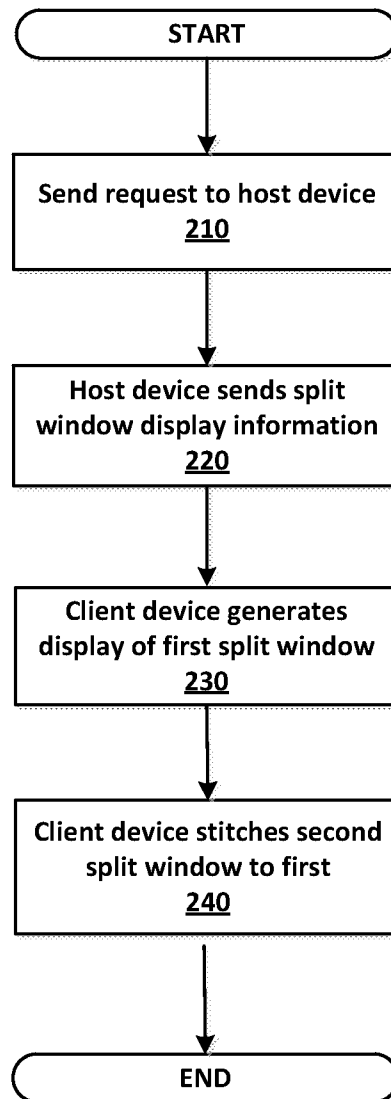 START
Send request to host device
210
Host device sends split
window display information
220
Client device generates
display of first split window
230
Client device stitches second
split window to first
240
END